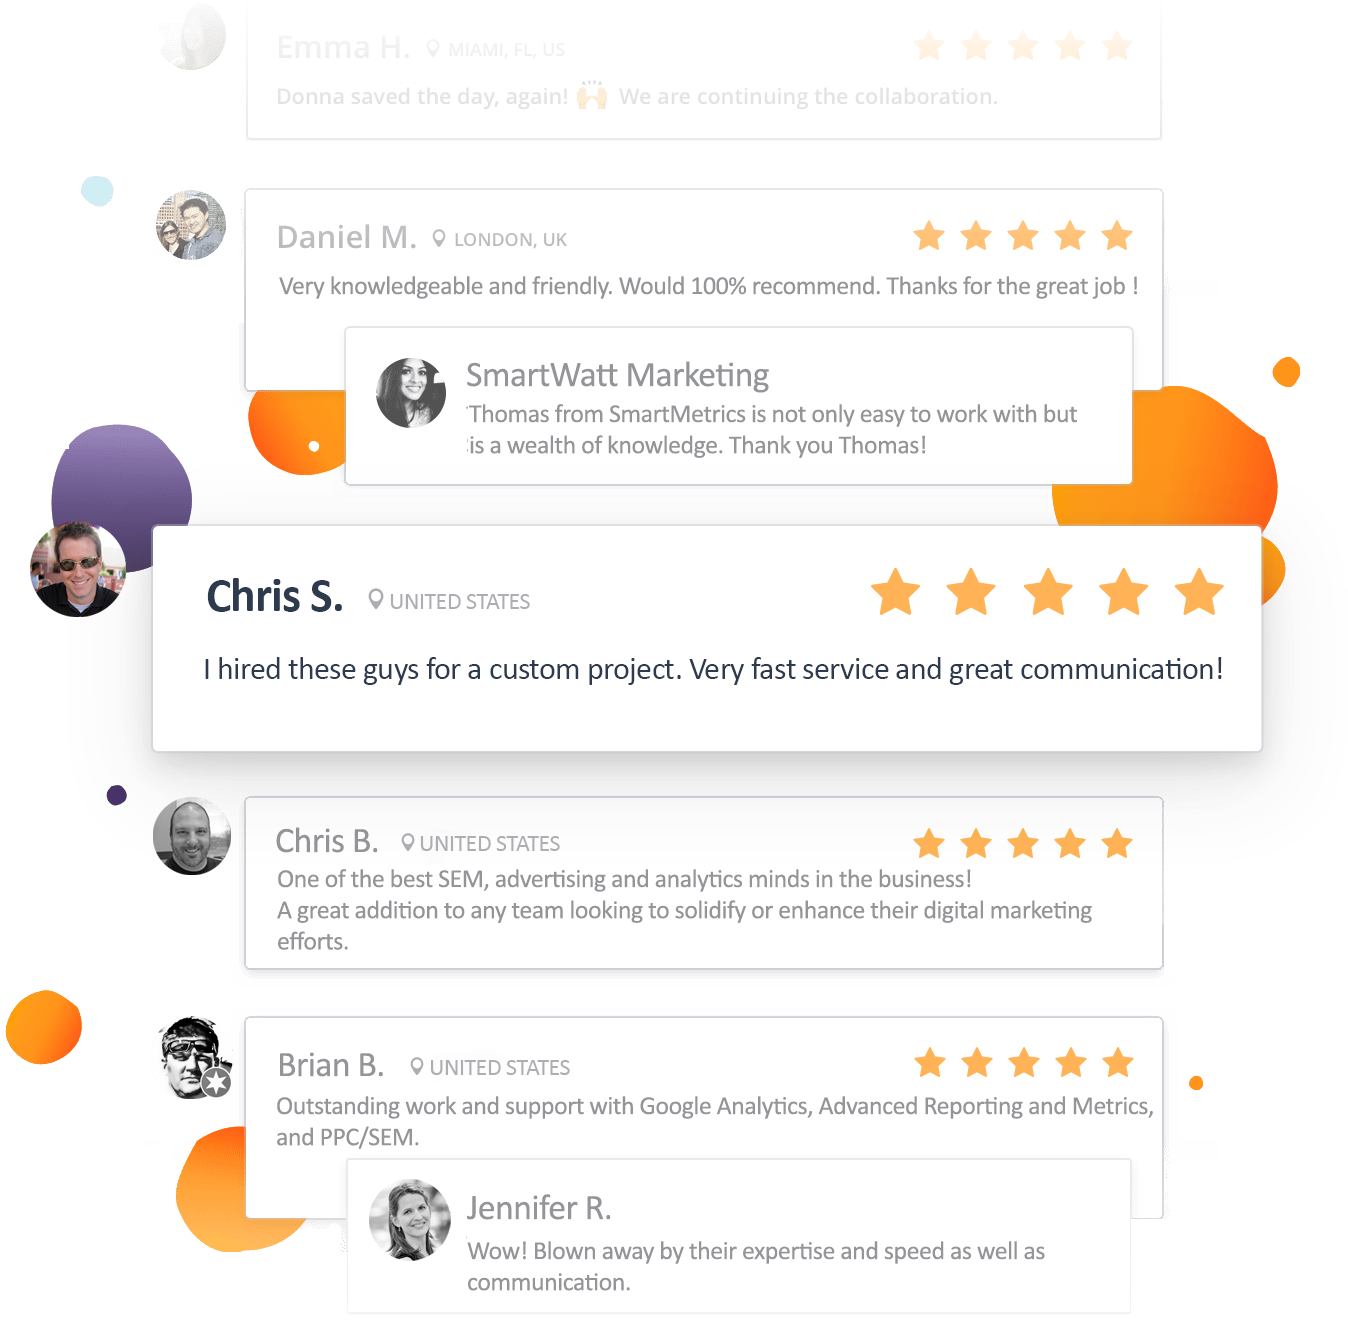 Emma H. MIAMI, FL, US
Donna saved the day, again! 🙌 We are continuing the collaboration.
Daniel M. LONDON, UK
Very knowledgeable and friendly. Would 100% recommend. Thanks for the great job !
SmartWatt Marketing
'Thomas from SmartMetrics is not only easy to work with but
is a wealth of knowledge. Thank you Thomas!
Chris S. UNITED STATES
I hired these guys for a custom project. Very fast service and great communication!
Chris B. UNITED STATES
One of the best SEM, advertising and analytics minds in the business!
A great addition to any team looking to solidify or enhance their digital marketing
efforts.
Brian B. UNITED STATES
Outstanding work and support with Google Analytics, Advanced Reporting and Metrics,
and PPC/SEM.
Jennifer R.
Wow! Blown away by their expertise and speed as well as
communication.